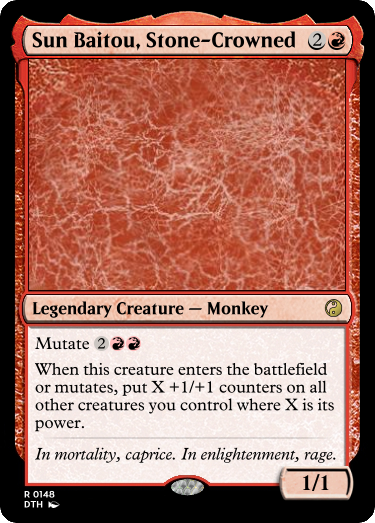 Sun Baitou, Stone-Crowned 2
Legendary Creature — Monkey
Mutate 2
When this creature enters the battlefield
or mutates, put X +1/+1 counters on all
other creatures you control where X is its
power.
In mortality, caprice. In enlightenment, rage.
1/1
R 0148
DTH